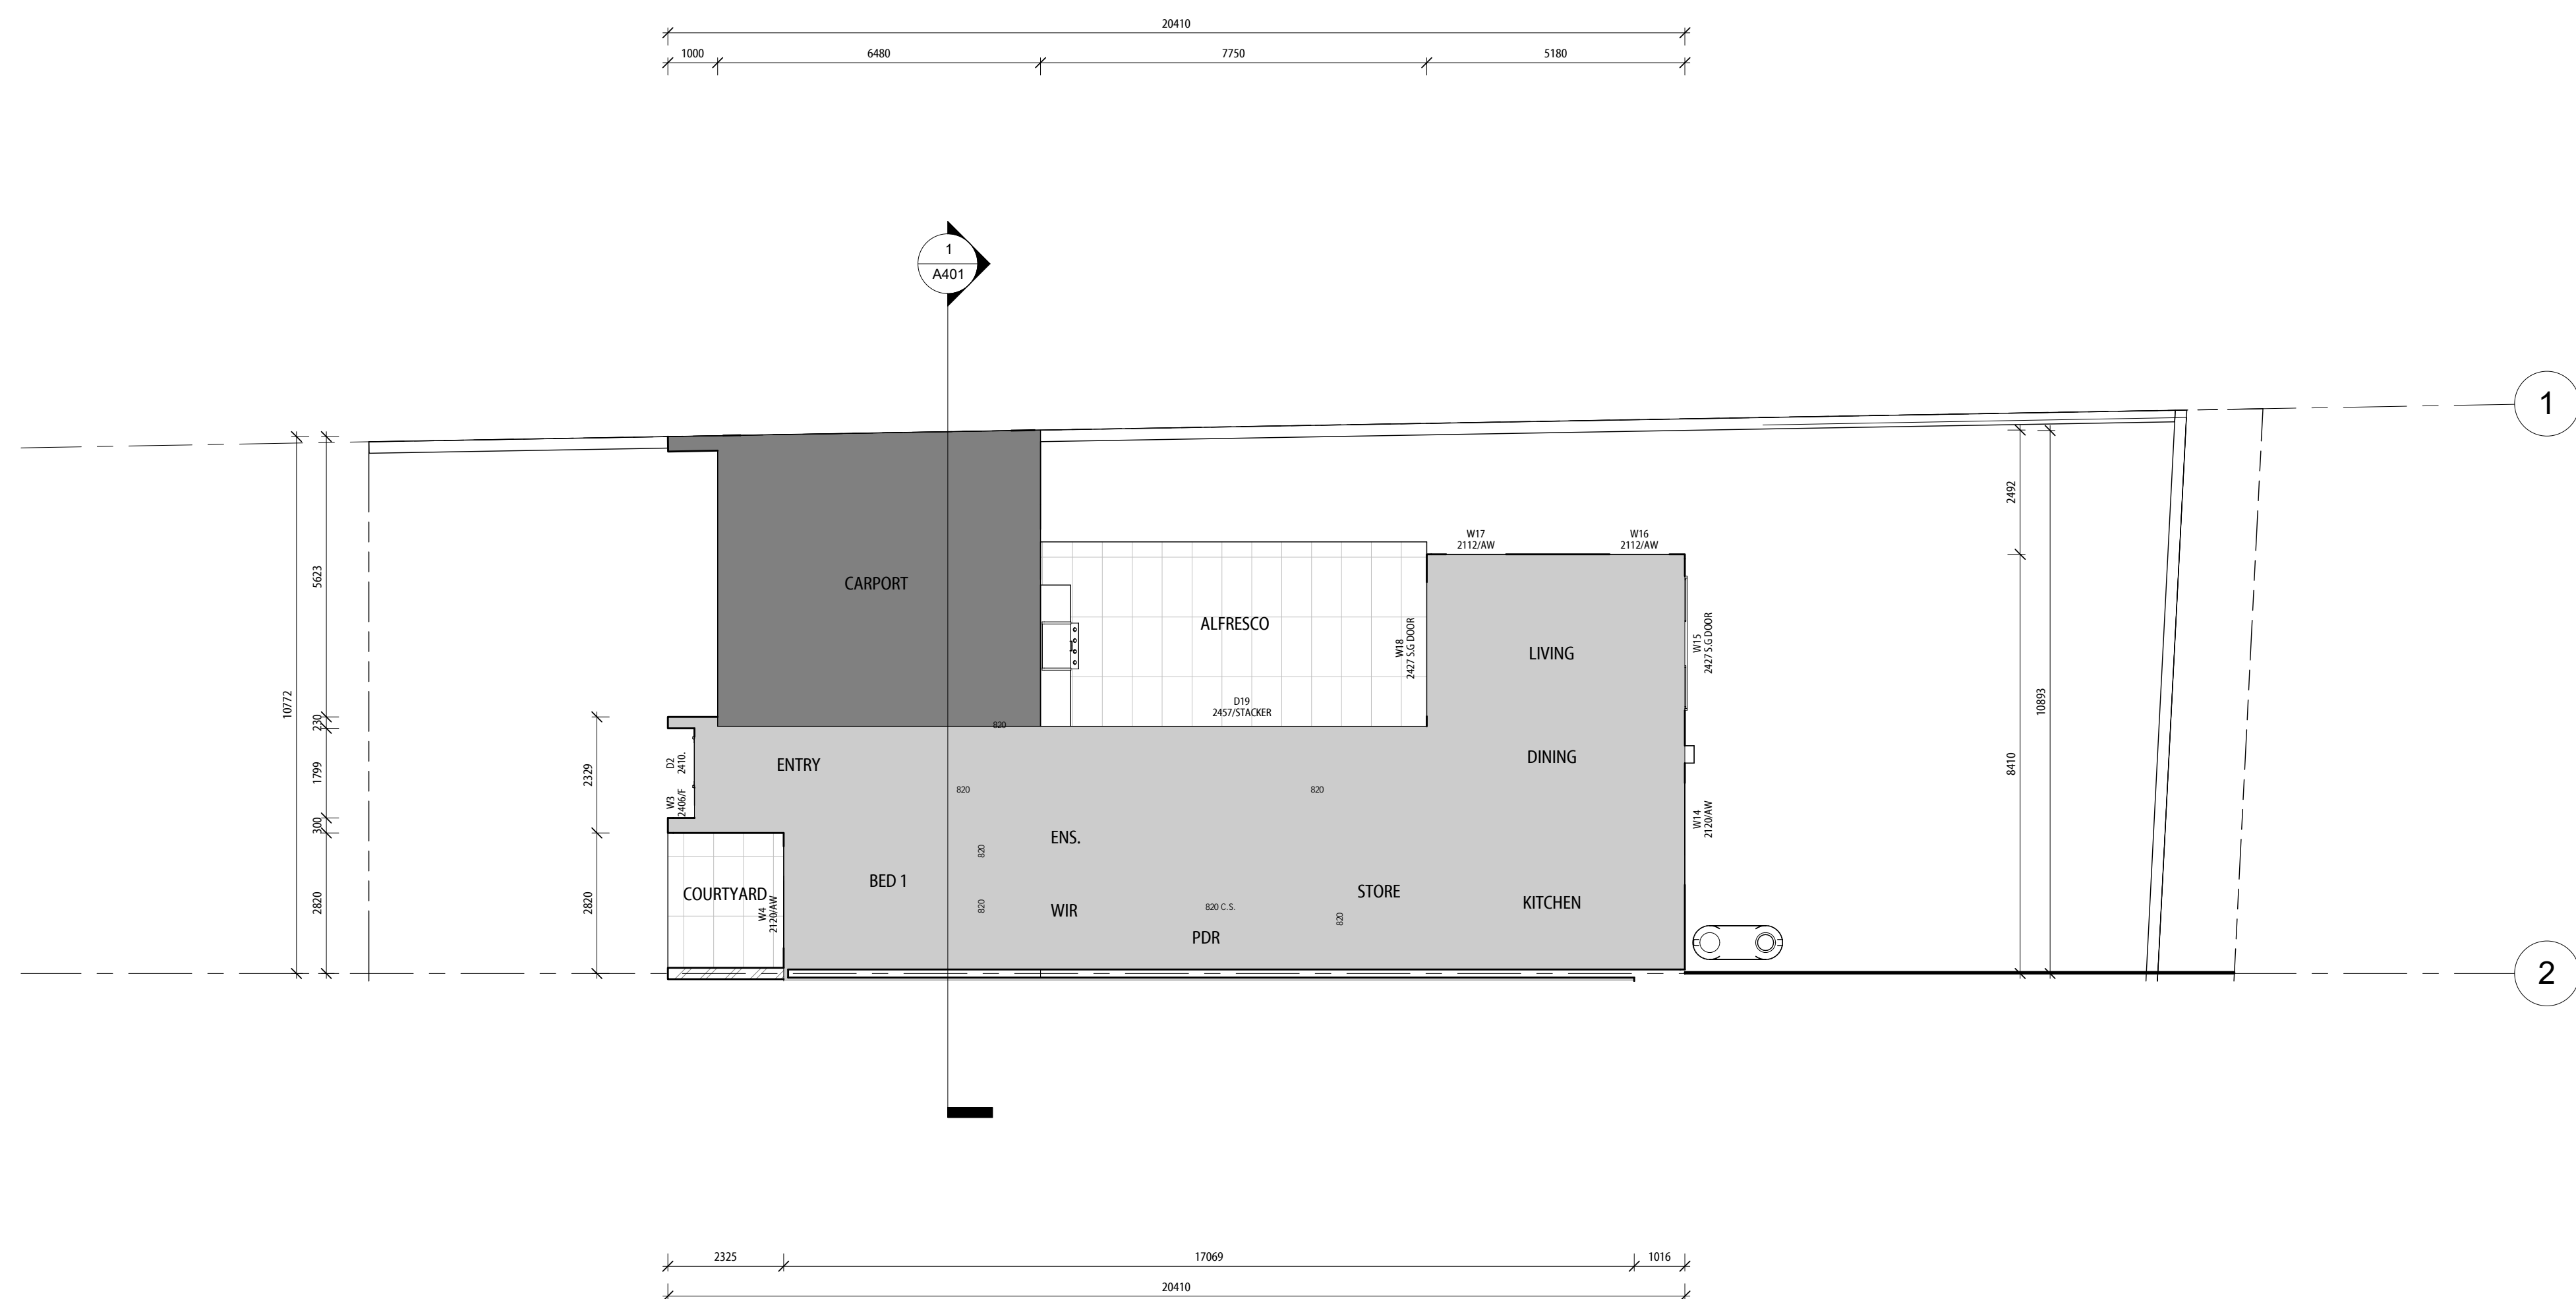 20410
1000
6480
7750
5180
1
A401
1
2492
W17
2112/AW
W16
2112/AW
5623
CARPORT
ALFRESCO
W18
2427 S.G DOOR
LIVING
W15
2427 S.G DOOR
10772
10893
D19
2457/STACKER
230
820
2329
1799
D2
2410.
ENTRY
DINING
8410
820
820
W3
2406/F
300
W14
2120/AW
ENS.
820
BED 1
COURTYARD
W4
2120/AW
2820
2820
820
WIR
820 C.S.
STORE
820
KITCHEN
PDR
2
2325
17069
1016
20410